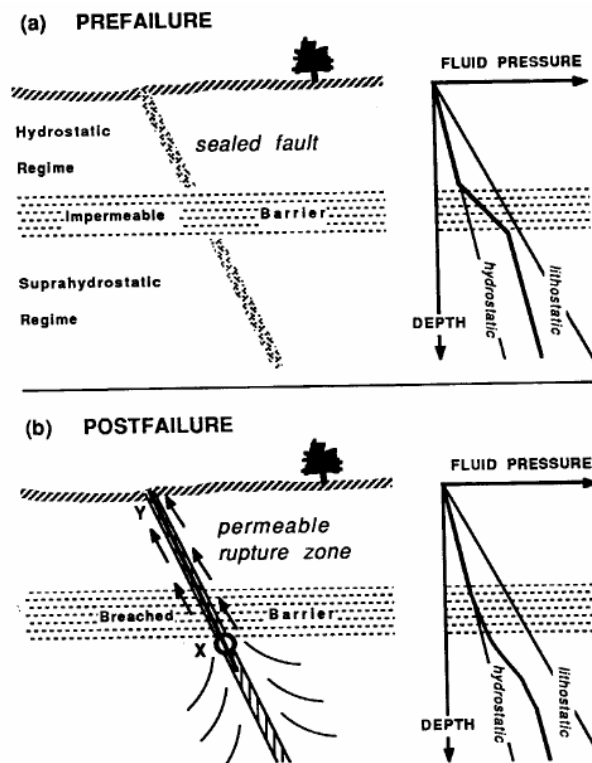 (a) PREFAILURE
FLUID PRESSURE
Hydrostatic
Regime
sealed fault
Impermeable Barrier
Suprahydrostatic
Regime
hydrostatic
lithostatic
DEPTH
(b) POSTFAILURE
FLUID PRESSURE
Y
permeable
rupture zone
Breached Barrier
X
hydrostatic
lithostatic
DEPTH